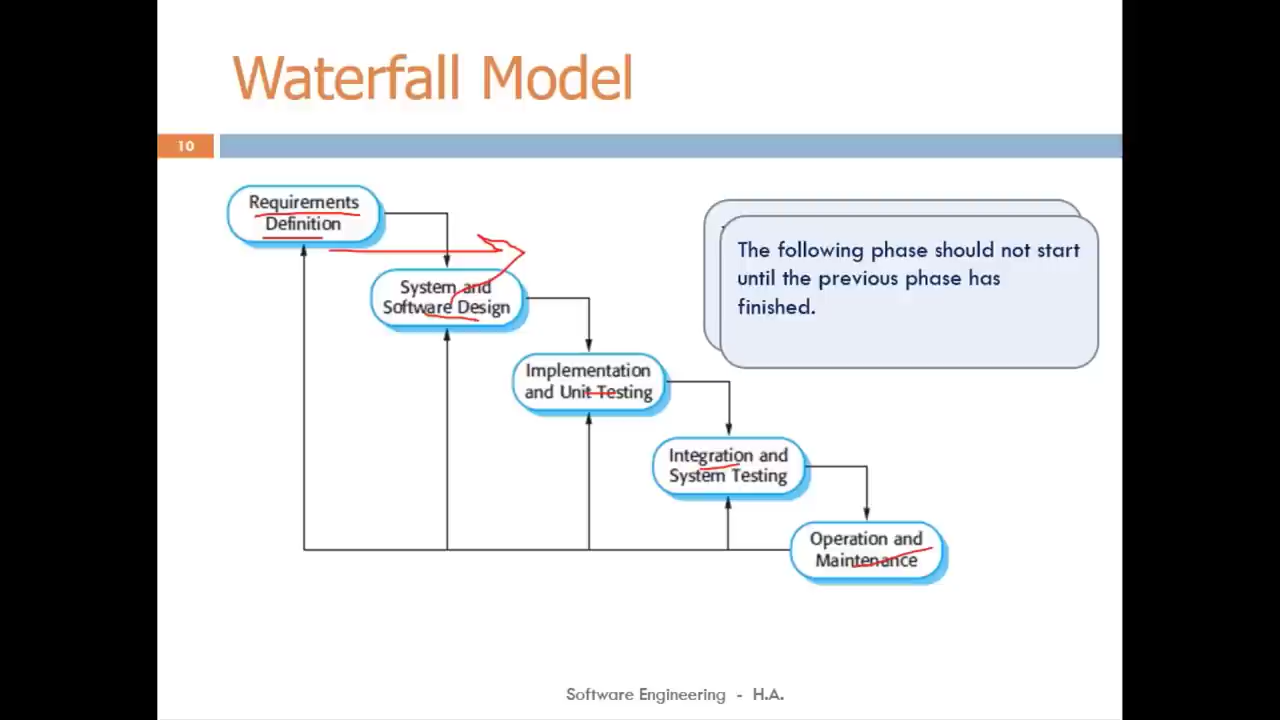 Waterfall Model
10
Requirements
Definition
System and
Software Design
Implementation
and Unit Testing
Integration and
System Testing
Operation and
Maintenance
The following phase should not start
until the previous phase has
finished.
Software Engineering - H.A.